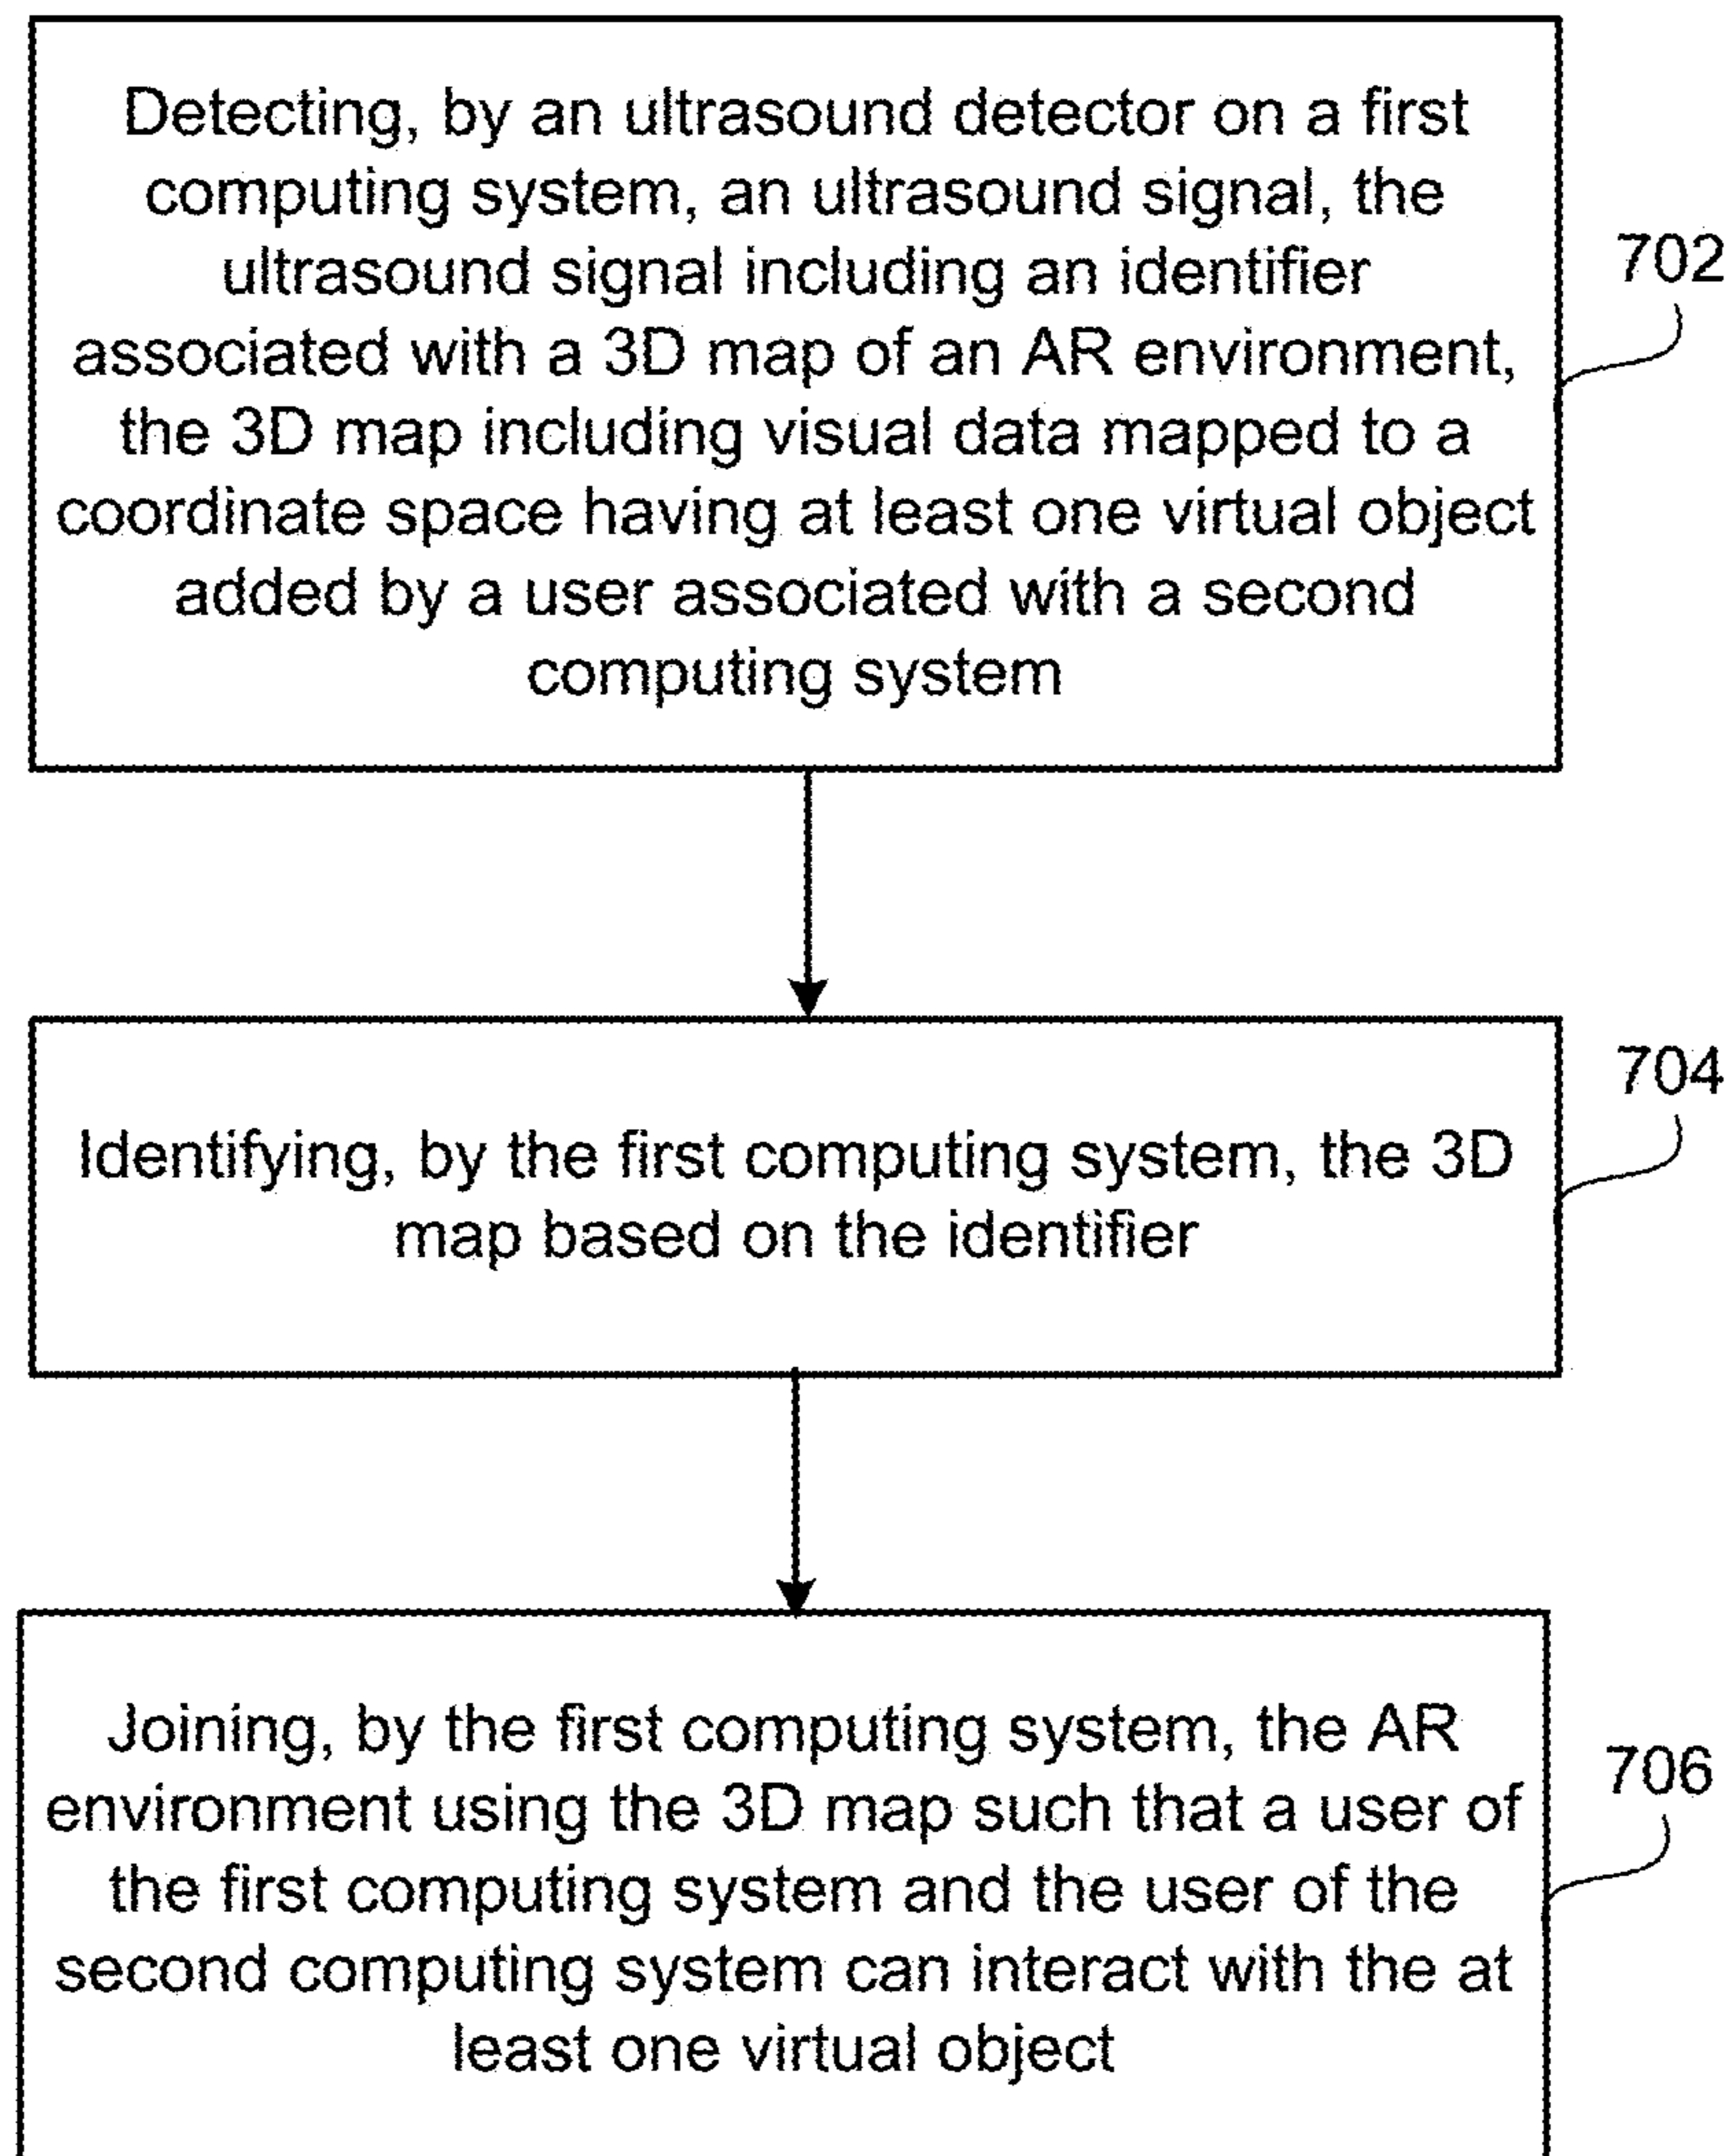 Detecting, by an ultrasound detector on a first
computing system, an ultrasound signal, the
ultrasound signal including an identifier
associated with a 3D map of an AR environment,
the 3D map including visual data mapped to a
coordinate space having at least one virtual object
added by a user associated with a second
computing system
702
Identifying, by the first computing system, the 3D
map based on the identifier
704
Joining, by the first computing system, the AR
environment using the 3D map such that a user of
the first computing system and the user of the
second computing system can interact with the at
least one virtual object
706